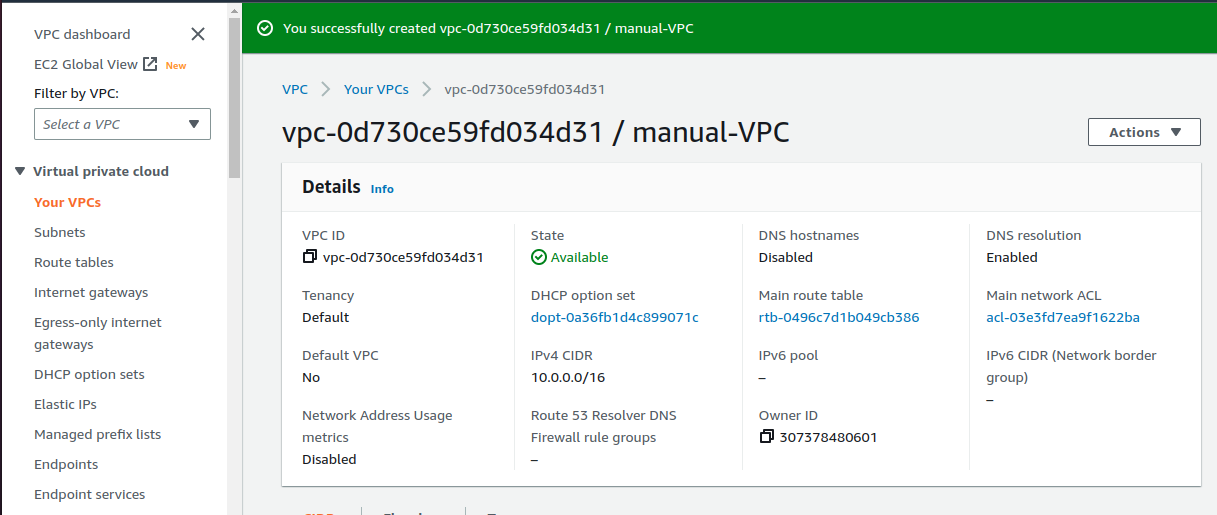 You successfully created vpc-0d730ce59fd034d31 / manual-VPC
VPC dashboard
EC2 Global View New
Filter by VPC:
Select a VPC
Virtual private cloud
Your VPCs
Subnets
Route tables
Internet gateways
Egress-only internet
gateways
DHCP option sets
Elastic IPs
Managed prefix lists
Endpoints
Endpoint services
VPC Your VPCs vpc-0d730ce59fd034d31
vpc-0d730ce59fd034d31 / manual-VPC
Actions
Details Info
VPC ID
vpc-0d730ce59fd034d31
State
Available
DNS hostnames
Disabled
DNS resolution
Enabled
Tenancy
Default
DHCP option set
dopt-0a36fb1d4c899071c
Main route table
rtb-0496c7d1b049cb386
Main network ACL
acl-03e3fd7ea9f1622ba
Default VPC
No
IPv4 CIDR
10.0.0.0/16
IPv6 pool
–
IPv6 CIDR (Network border
group)
–
Network Address Usage
metrics
Disabled
Route 53 Resolver DNS
Firewall rule groups
–
Owner ID
307378480601